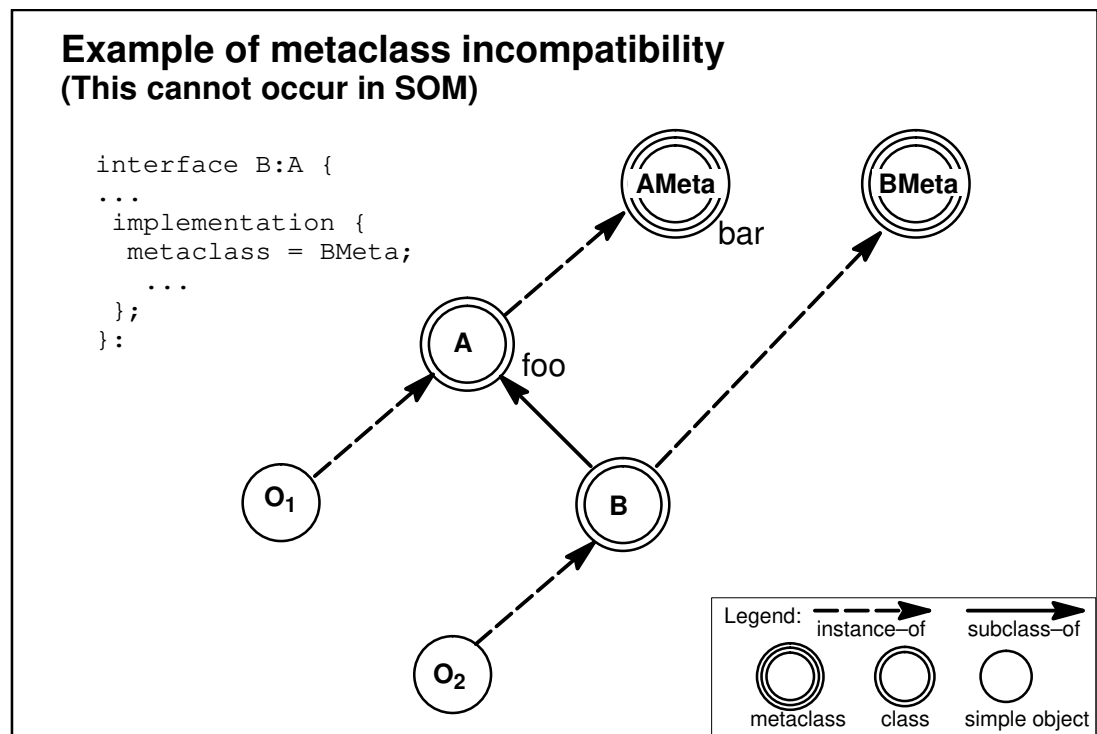 Example of metaclass incompatibility
(This cannot occur in SOM)
interface B:A {
...
implementation {
metaclass = BMeta;
...
};
}:
AMeta
BMeta
bar
A
foo
O1
B
O2
Legend:
instance–of
subclass–of
metaclass
class
simple object